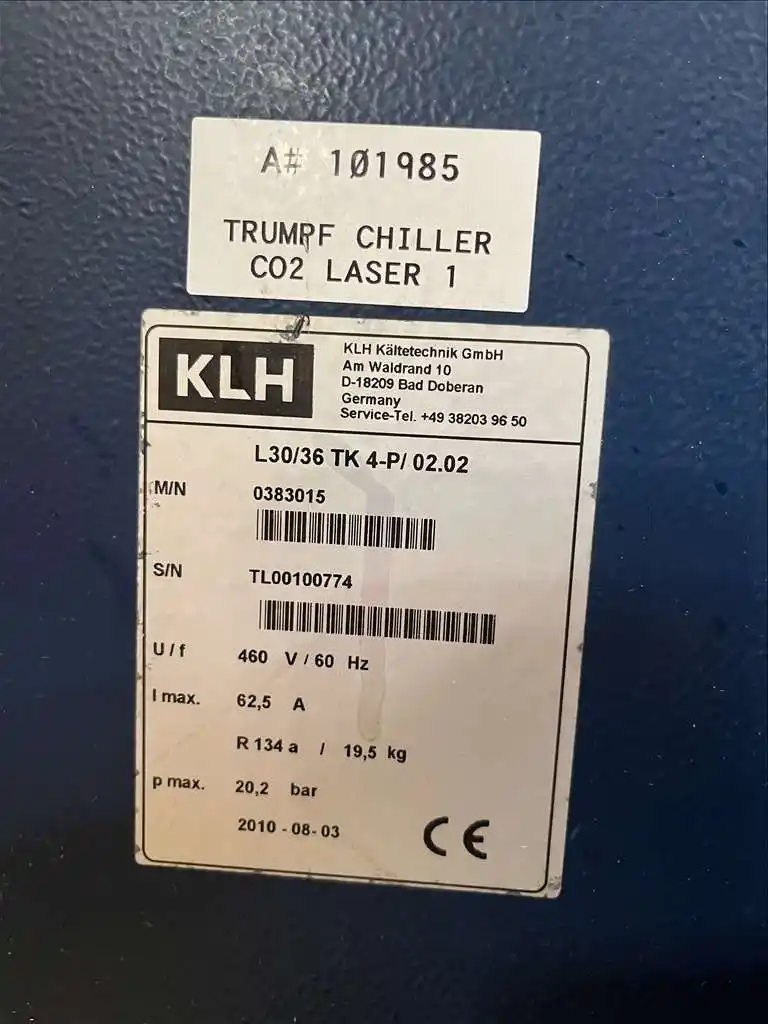 A# 101985
TRUMPF CHILLER
CO2 LASER 1
KLH
KLH Kältetechnik GmbH
Am Waldrand 10
D-18209 Bad Doberan
Germany
Service-Tel. +49 38203 96 50
L30/36 TK 4-P/ 02.02
M/N 0383015
S/N TL00100774
U / f 460 V / 60 Hz
I max. 62,5 A
R 134 a / 19,5 kg
p max. 20,2 bar
2010 - 08- 03 CE